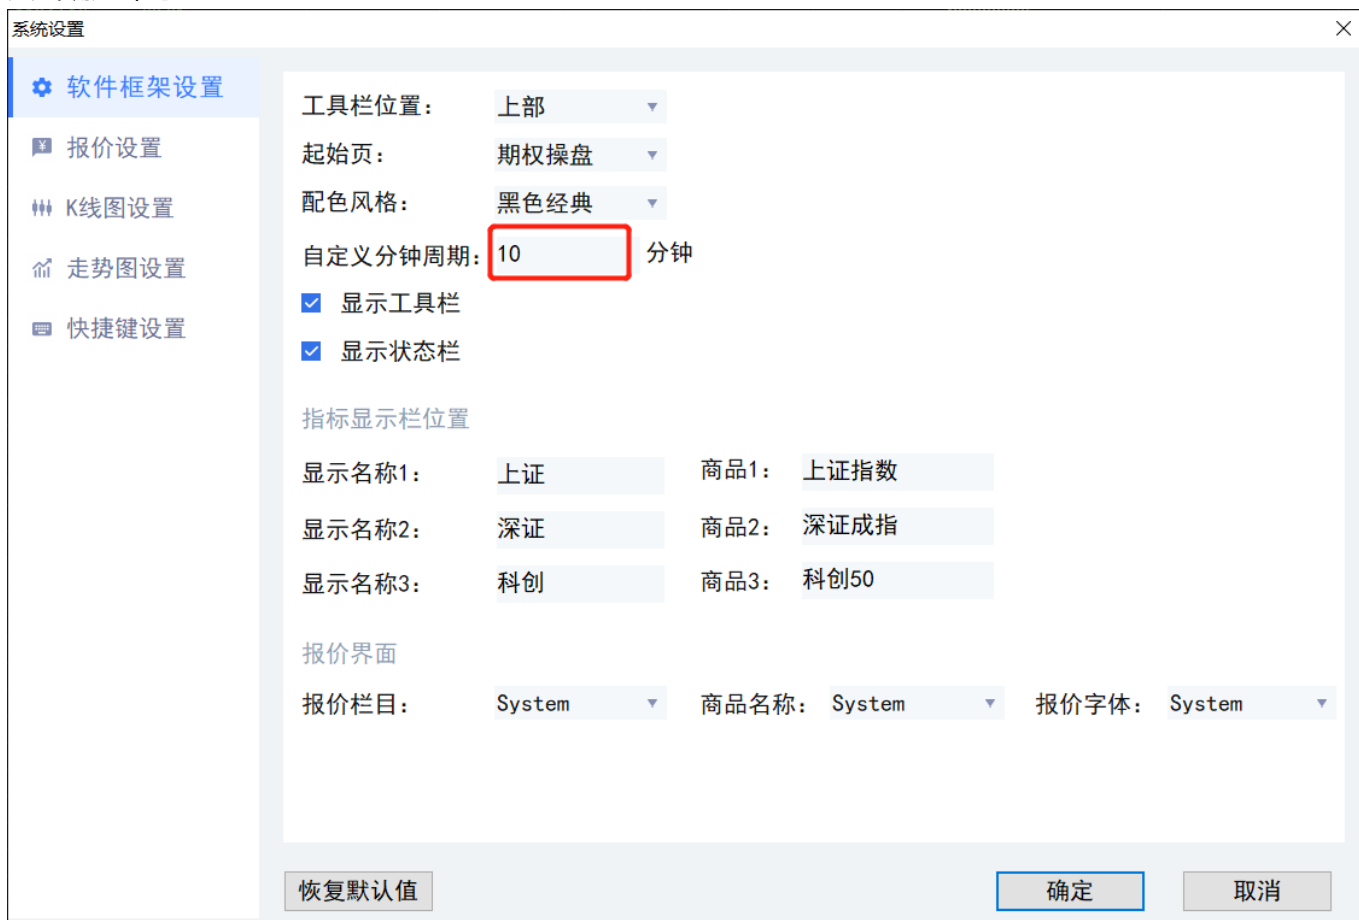 系统设置
软件框架设置
报价设置
K线图设置
走势图设置
快捷键设置
工具栏位置： 上部
起始页： 期权操盘
配色风格： 黑色经典
自定义分钟周期： 10 分钟
显示工具栏
显示状态栏
指标显示栏位置
显示名称1： 上证 商品1： 上证指数
显示名称2： 深证 商品2： 深证成指
显示名称3： 科创 商品3： 科创50
报价界面
报价栏目： System 商品名称： System 报价字体： System
恢复默认值 确定 取消